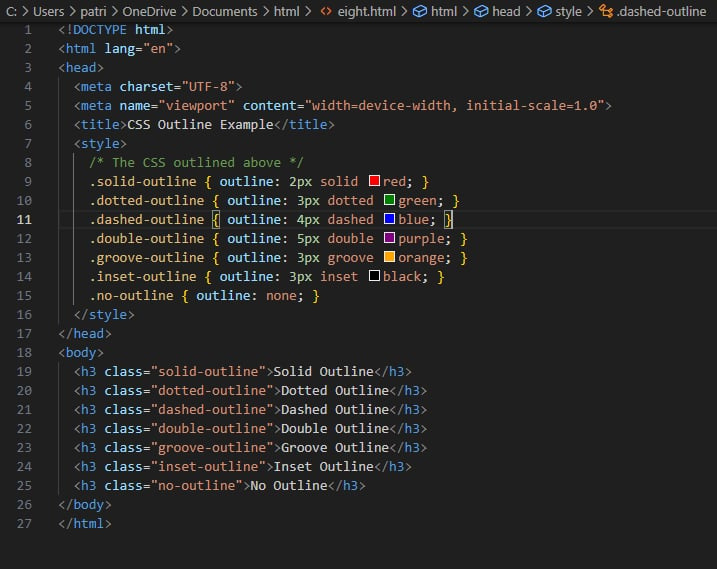 C: > Users > patri > OneDrive > Documents > html > <> eight.html > html > head > style > .dashed-outline
1 <!DOCTYPE html>
2 <html lang="en">
3 <head>
4   <meta charset="UTF-8">
5   <meta name="viewport" content="width=device-width, initial-scale=1.0">
6   <title>CSS Outline Example</title>
7   <style>
8     /* The CSS outlined above */
9     .solid-outline { outline: 2px solid red; }
10     .dotted-outline { outline: 3px dotted green; }
11     .dashed-outline { outline: 4px dashed blue; }
12     .double-outline { outline: 5px double purple; }
13     .groove-outline { outline: 3px groove orange; }
14     .inset-outline { outline: 3px inset black; }
15     .no-outline { outline: none; }
16   </style>
17 </head>
18 <body>
19   <h3 class="solid-outline">Solid Outline</h3>
20   <h3 class="dotted-outline">Dotted Outline</h3>
21   <h3 class="dashed-outline">Dashed Outline</h3>
22   <h3 class="double-outline">Double Outline</h3>
23   <h3 class="groove-outline">Groove Outline</h3>
24   <h3 class="inset-outline">Inset Outline</h3>
25   <h3 class="no-outline">No Outline</h3>
26 </body>
27 </html>